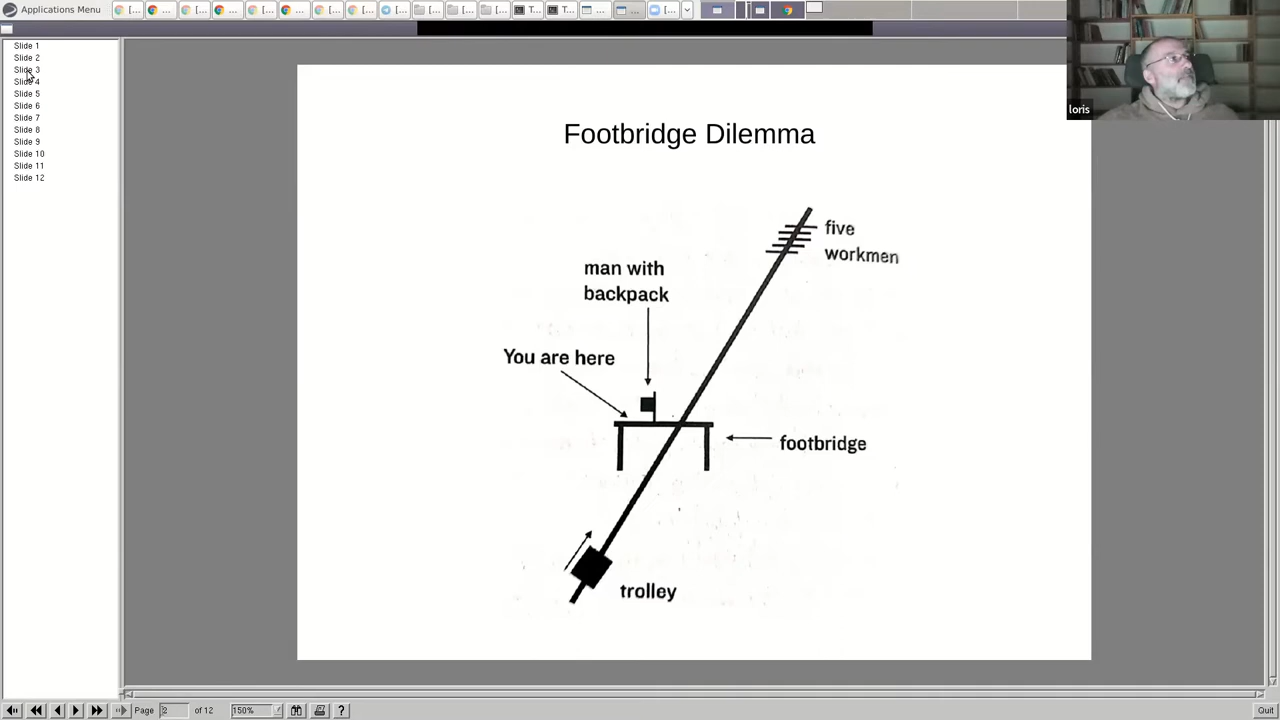 Applications Menu
[...
[...
[...
[...
[...
[...
[...
[...
[...
[...
[...
[...
T...
T...
...
...
[...
loris
Slide 1
Slide 2
Slide 3
Slide 4
Slide 5
Slide 6
Slide 7
Slide 8
Slide 9
Slide 10
Slide 11
Slide 12
Footbridge Dilemma
five
workmen
man with
backpack
You are here
footbridge
trolley
Page 2 of 12 150% ? Quit